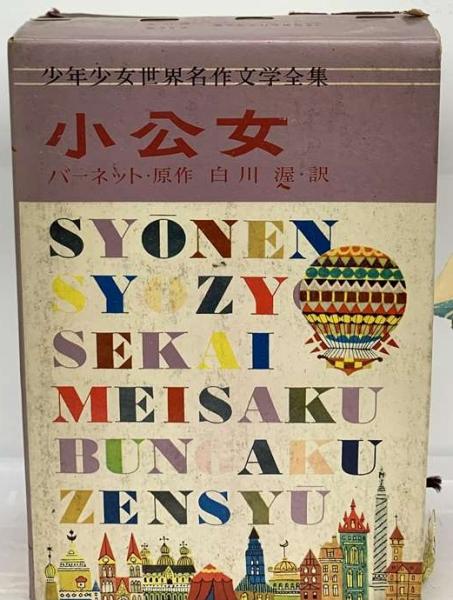 少年少女世界名作文学全集
小公女
バーネット・原作 白川 渥・訳
SYŌNEN
SYOZYO
SEKAI
MEISAKU
BUNGAKU
ZENSYŪ